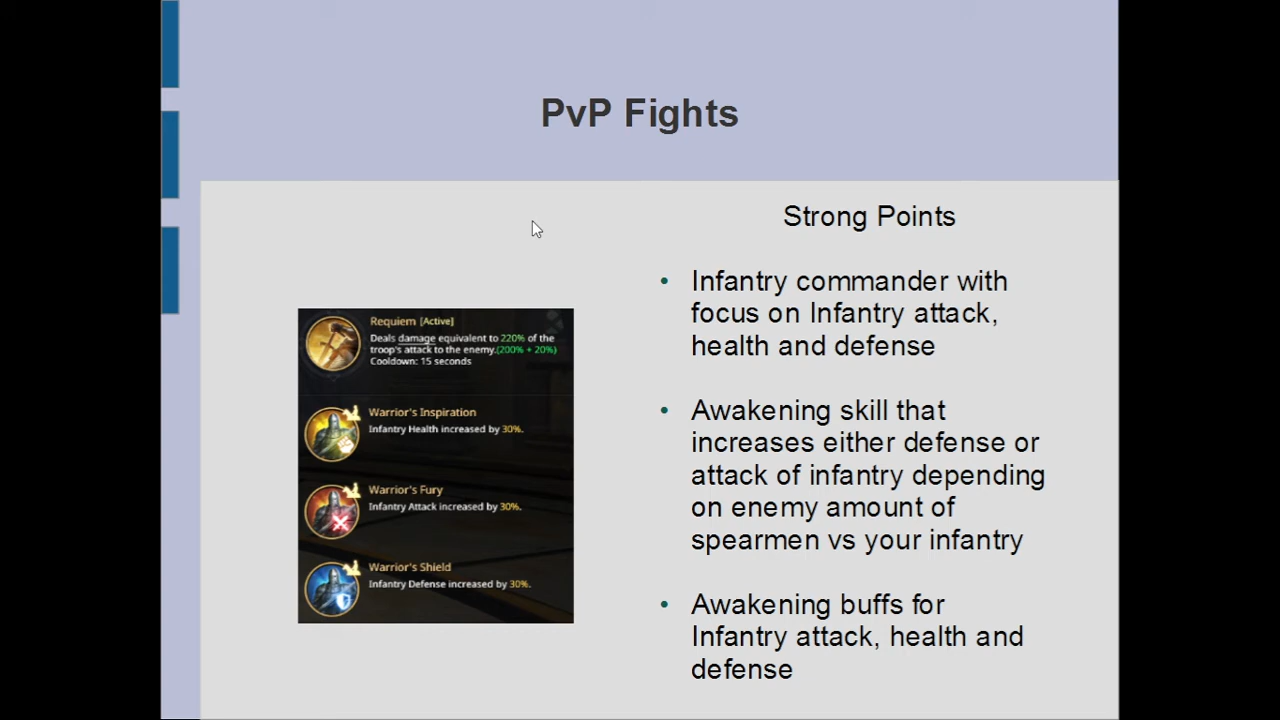 PvP Fights
Requiem [Active]
Deals damage equivalent to 220% of the
troop's attack to the enemy.(200% + 20%)
Cooldown: 15 seconds
Warrior's Inspiration
Infantry Health increased by 30%.
Warrior's Fury
Infantry Attack increased by 30%.
Warrior's Shield
Infantry Defense increased by 30%.
Strong Points
• Infantry commander with
focus on Infantry attack,
health and defense
• Awakening skill that
increases either defense or
attack of infantry depending
on enemy amount of
spearmen vs your infantry
• Awakening buffs for
Infantry attack, health and
defense